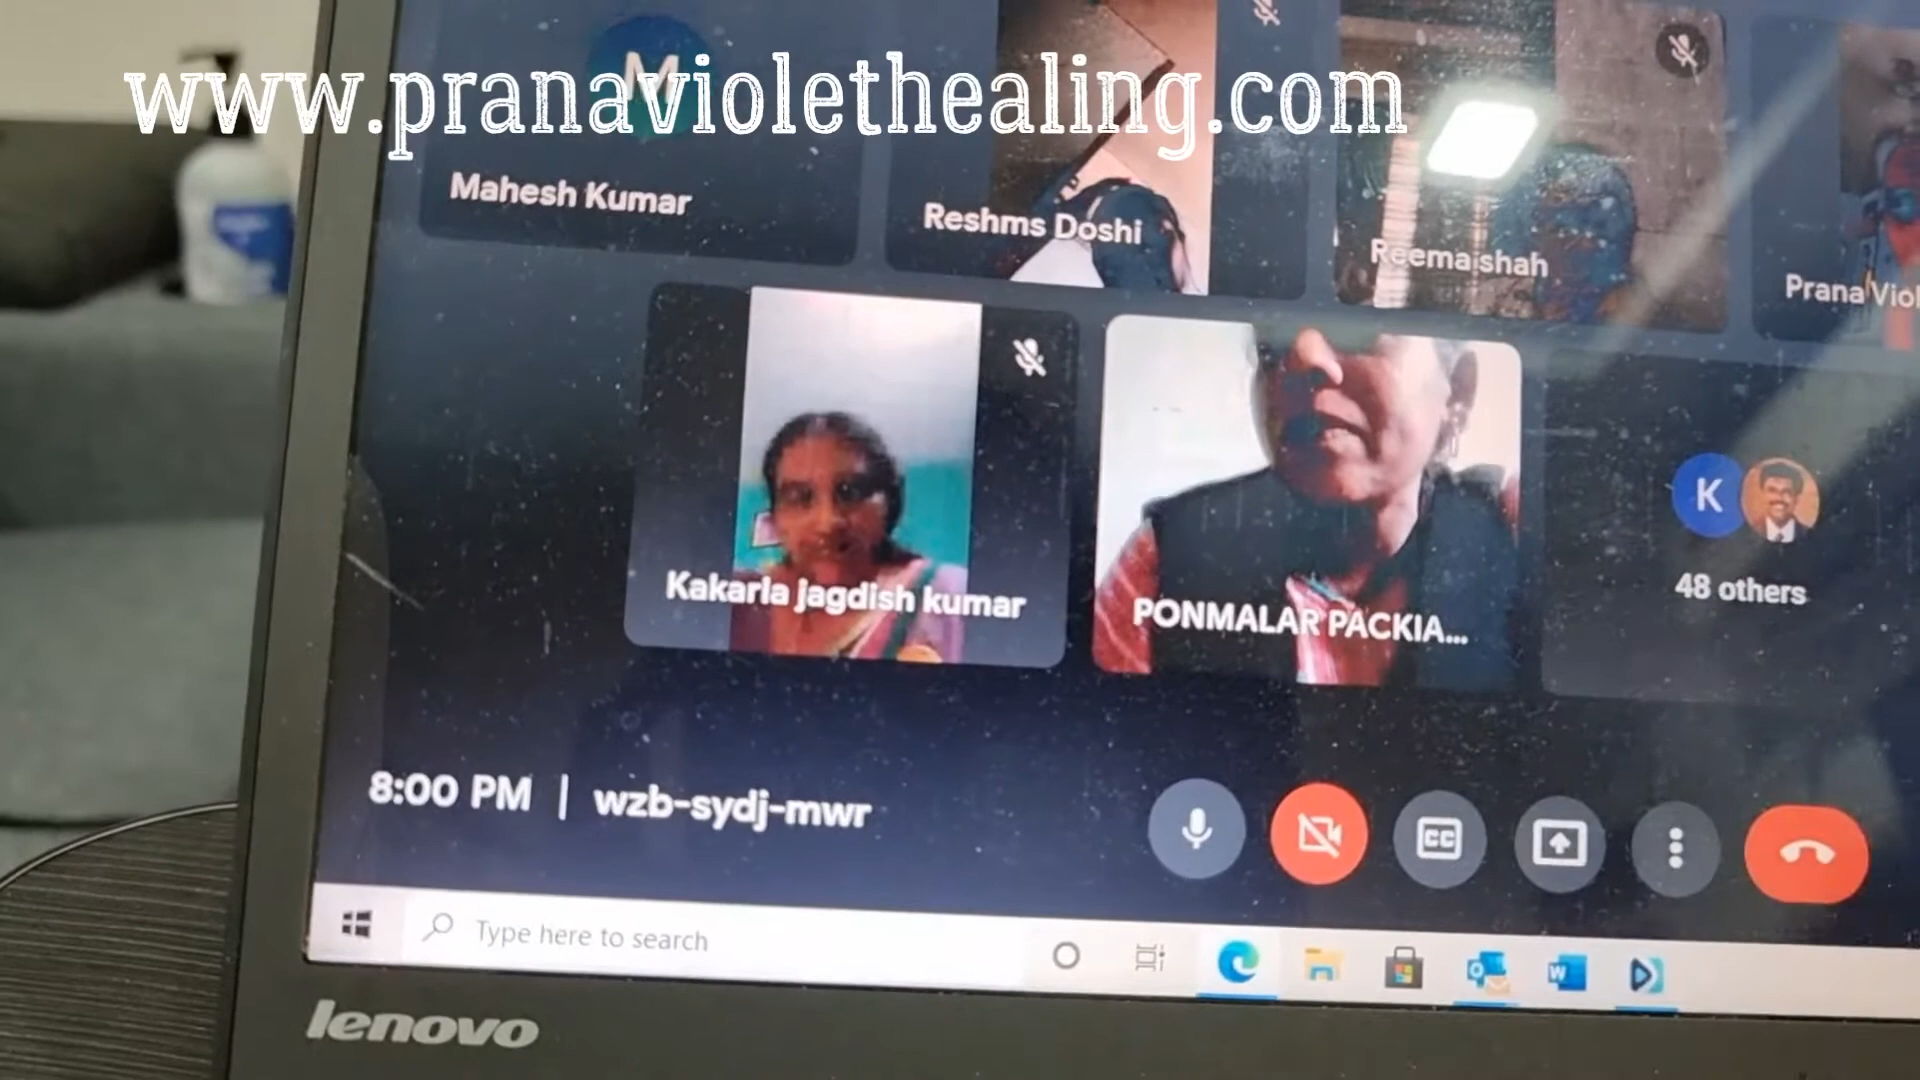 www.pranaviolethealing.com
M
Mahesh Kumar
Reshms Doshi
Reema shah
Prana Viol
Kakarla jagdish kumar
PONMALAR PACKIA...
K
48 others
8:00 PM | wzb-sydj-mwr
CC
Type here to search
lenovo